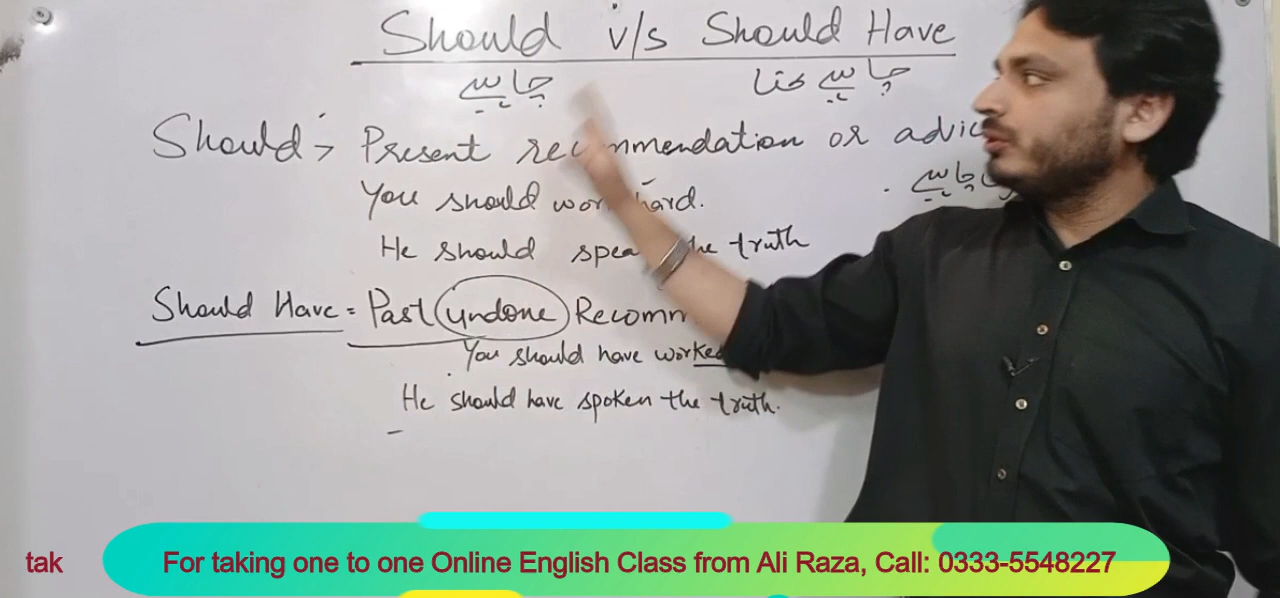 Should v/s Should Have
چاہیے چاہیے تھا
Should → Present recommendation or advic
چاہیے
You should work hard.
He should speak the truth
Should Have = Past undone Recomm
You should have worked
He should have spoken the truth.
tak For taking one to one Online English Class from Ali Raza, Call: 0333-5548227